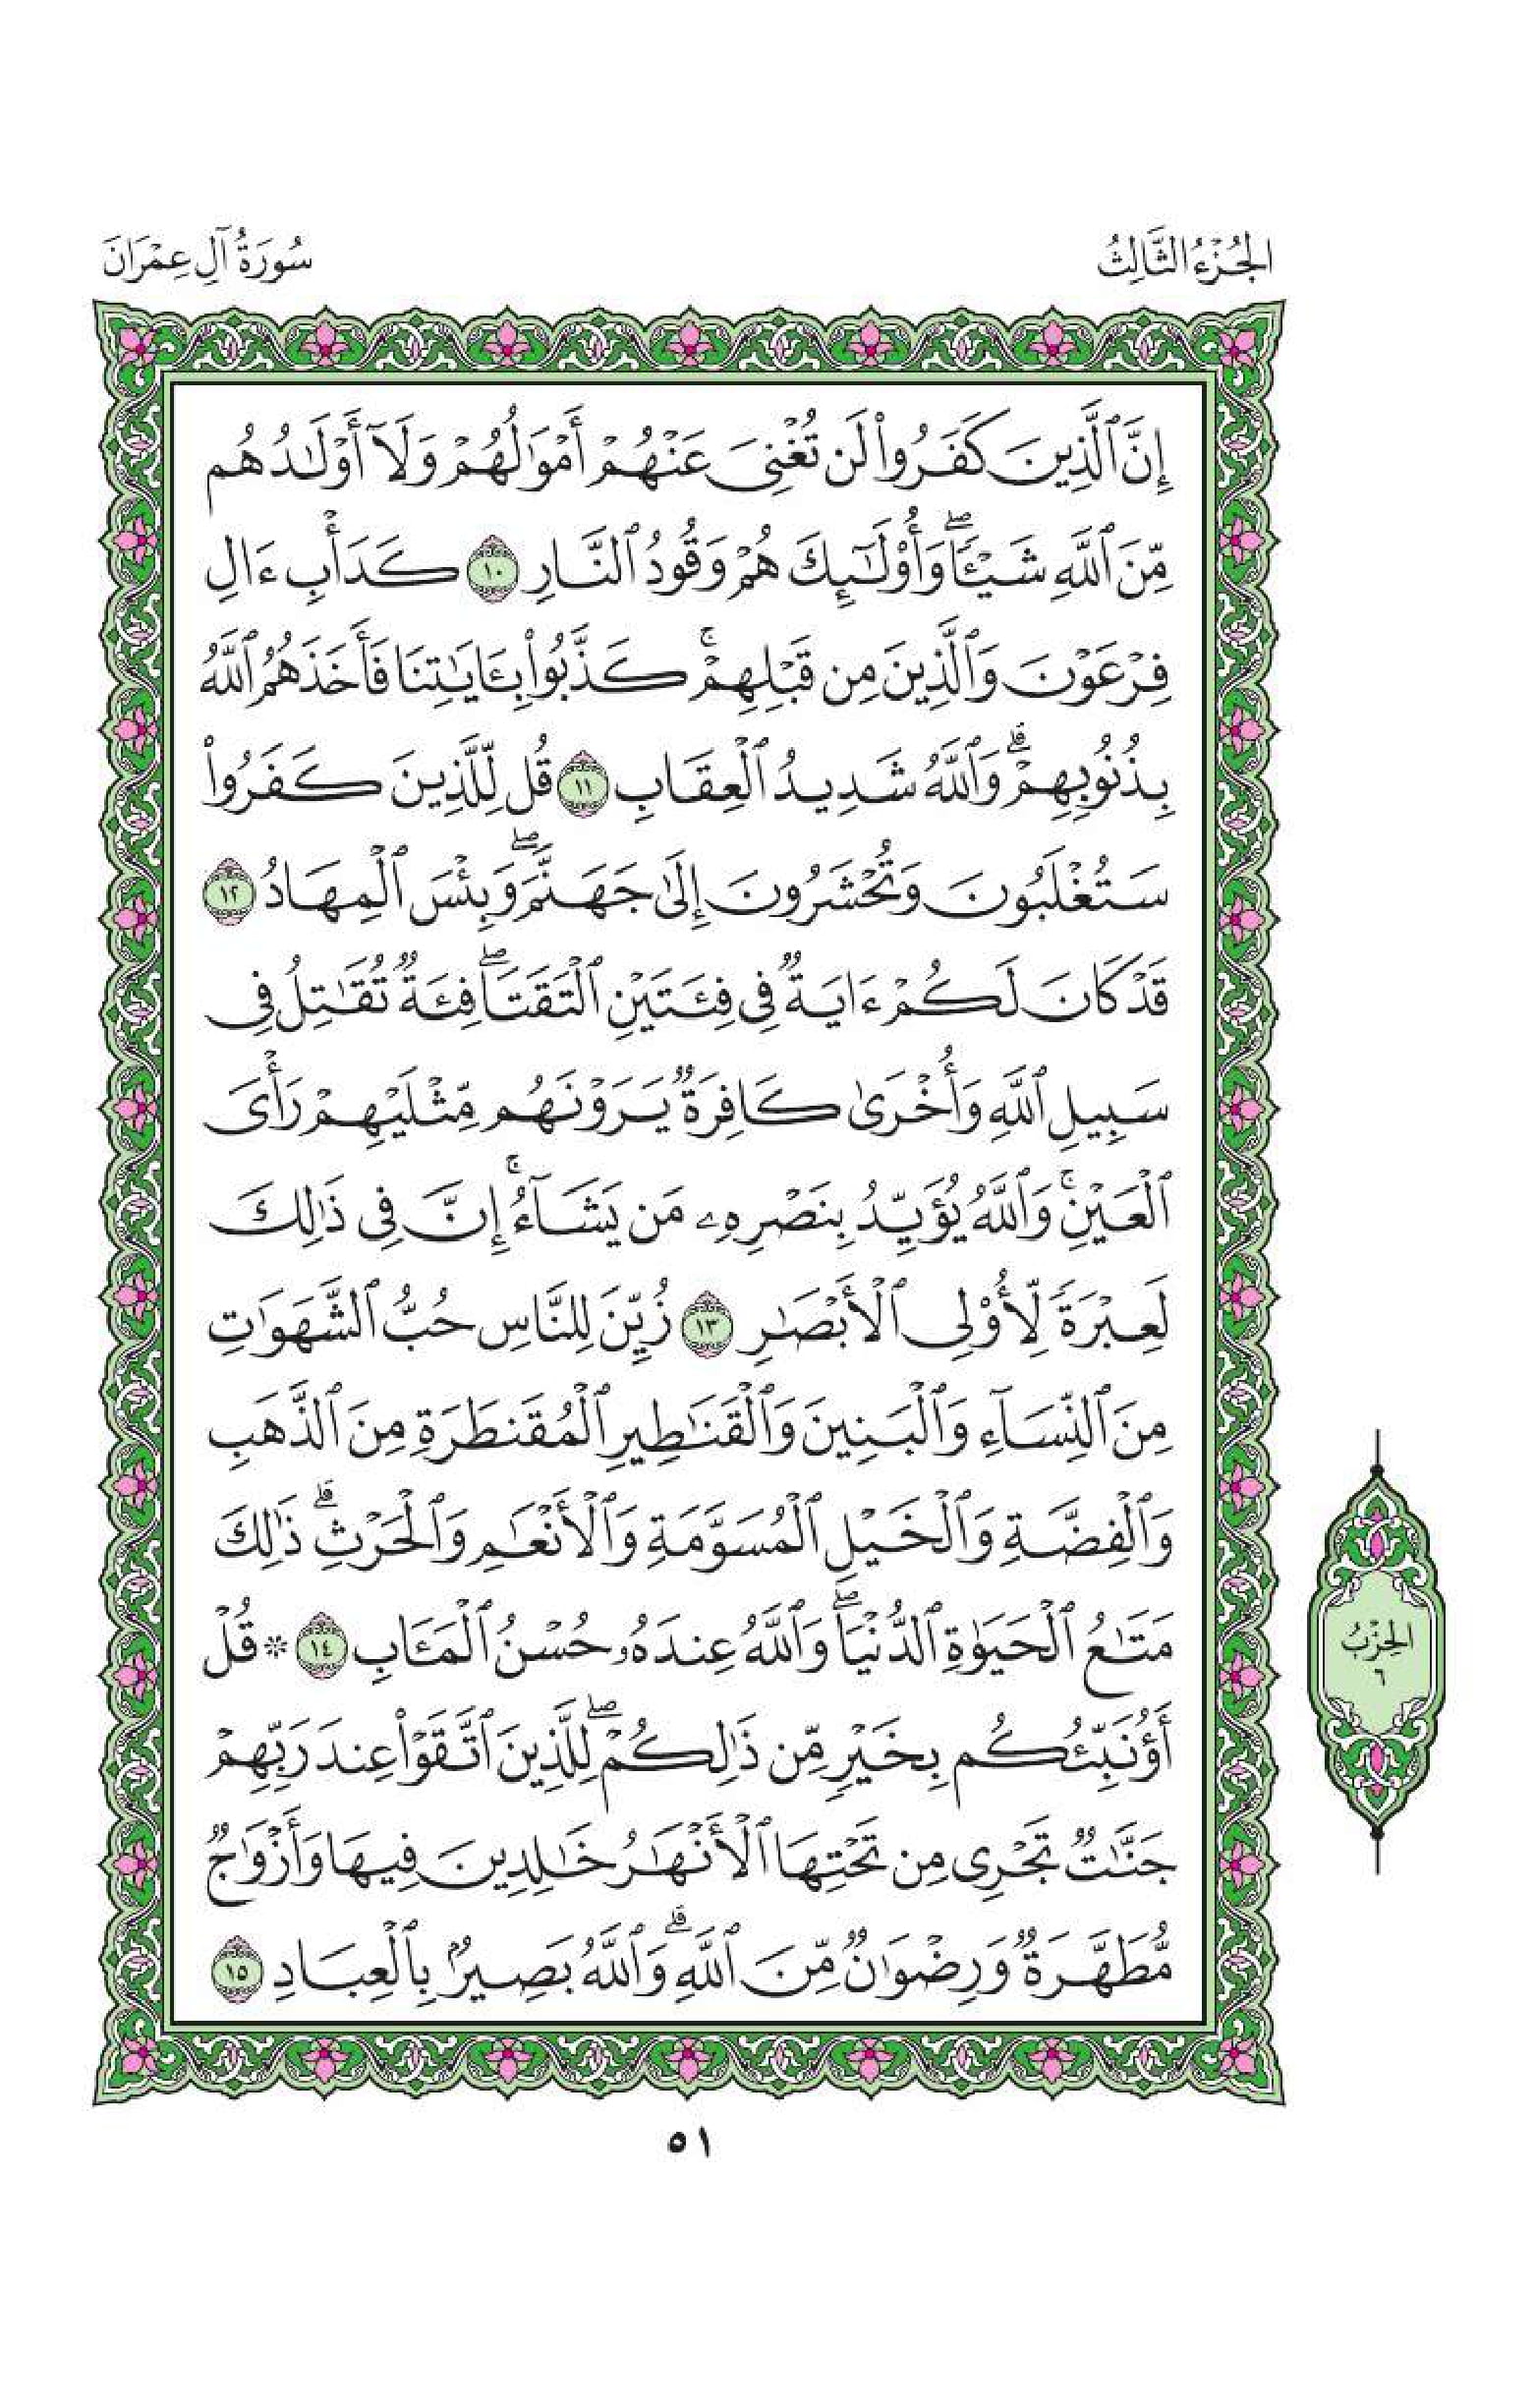 الجُزْءُ الثَّالِثُ
سُورَةُ آلِ عِمْرَانَ
إِنَّ ٱلَّذِينَ كَفَرُوا۟ لَن تُغْنِىَ عَنْهُمْ أَمْوَٰلُهُمْ وَلَآ أَوْلَـٰدُهُم
مِّنَ ٱللَّهِ شَيْـًٔا ۖ وَأُو۟لَـٰٓئِكَ هُمْ وَقُودُ ٱلنَّارِ ١٠ كَدَأْبِ ءَالِ
فِرْعَوْنَ وَٱلَّذِينَ مِن قَبْلِهِمْ ۚ كَذَّبُوا۟ بِـَٔايَـٰتِنَا فَأَخَذَهُمُ ٱللَّهُ
بِذُنُوبِهِمْ ۗ وَٱللَّهُ شَدِيدُ ٱلْعِقَابِ ١١ قُل لِّلَّذِينَ كَفَرُوا۟
سَتُغْلَبُونَ وَتُحْشَرُونَ إِلَىٰ جَهَنَّمَ ۖ وَبِئْسَ ٱلْمِهَادُ ١٢
قَدْ كَانَ لَكُمْ ءَايَةٌ فِى فِئَتَيْنِ ٱلْتَقَتَا ۖ فِئَةٌ تُقَـٰتِلُ فِى
سَبِيلِ ٱللَّهِ وَأُخْرَىٰ كَافِرَةٌ يَرَوْنَهُم مِّثْلَيْهِمْ رَأْىَ
ٱلْعَيْنِ ۚ وَٱللَّهُ يُؤَيِّدُ بِنَصْرِهِۦ مَن يَشَآءُ ۚ إِنَّ فِى ذَٰلِكَ
لَعِبْرَةً لِّأُو۟لِى ٱلْأَبْصَـٰرِ ١٣ زُيِّنَ لِلنَّاسِ حُبُّ ٱلشَّهَوَٰتِ
مِنَ ٱلنِّسَآءِ وَٱلْبَنِينَ وَٱلْقَنَـٰطِيرِ ٱلْمُقَنطَرَةِ مِنَ ٱلذَّهَبِ
وَٱلْفِضَّةِ وَٱلْخَيْلِ ٱلْمُسَوَّمَةِ وَٱلْأَنْعَـٰمِ وَٱلْحَرْثِ ۗ ذَٰلِكَ
مَتَـٰعُ ٱلْحَيَوٰةِ ٱلدُّنْيَا ۖ وَٱللَّهُ عِندَهُۥ حُسْنُ ٱلْمَـَٔابِ ١٤ * قُلْ
أَؤُنَبِّئُكُم بِخَيْرٍ مِّن ذَٰلِكُمْ ۖ لِلَّذِينَ ٱتَّقَوْا۟ عِندَ رَبِّهِمْ
جَنَّـٰتٌ تَجْرِى مِن تَحْتِهَا ٱلْأَنْهَـٰرُ خَـٰلِدِينَ فِيهَا وَأَزْوَٰجٌ
مُّطَهَّرَةٌ وَرِضْوَٰنٌ مِّنَ ٱللَّهِ ۗ وَٱللَّهُ بَصِيرٌۢ بِٱلْعِبَادِ ١٥
الحِزْبُ
٦
٥١